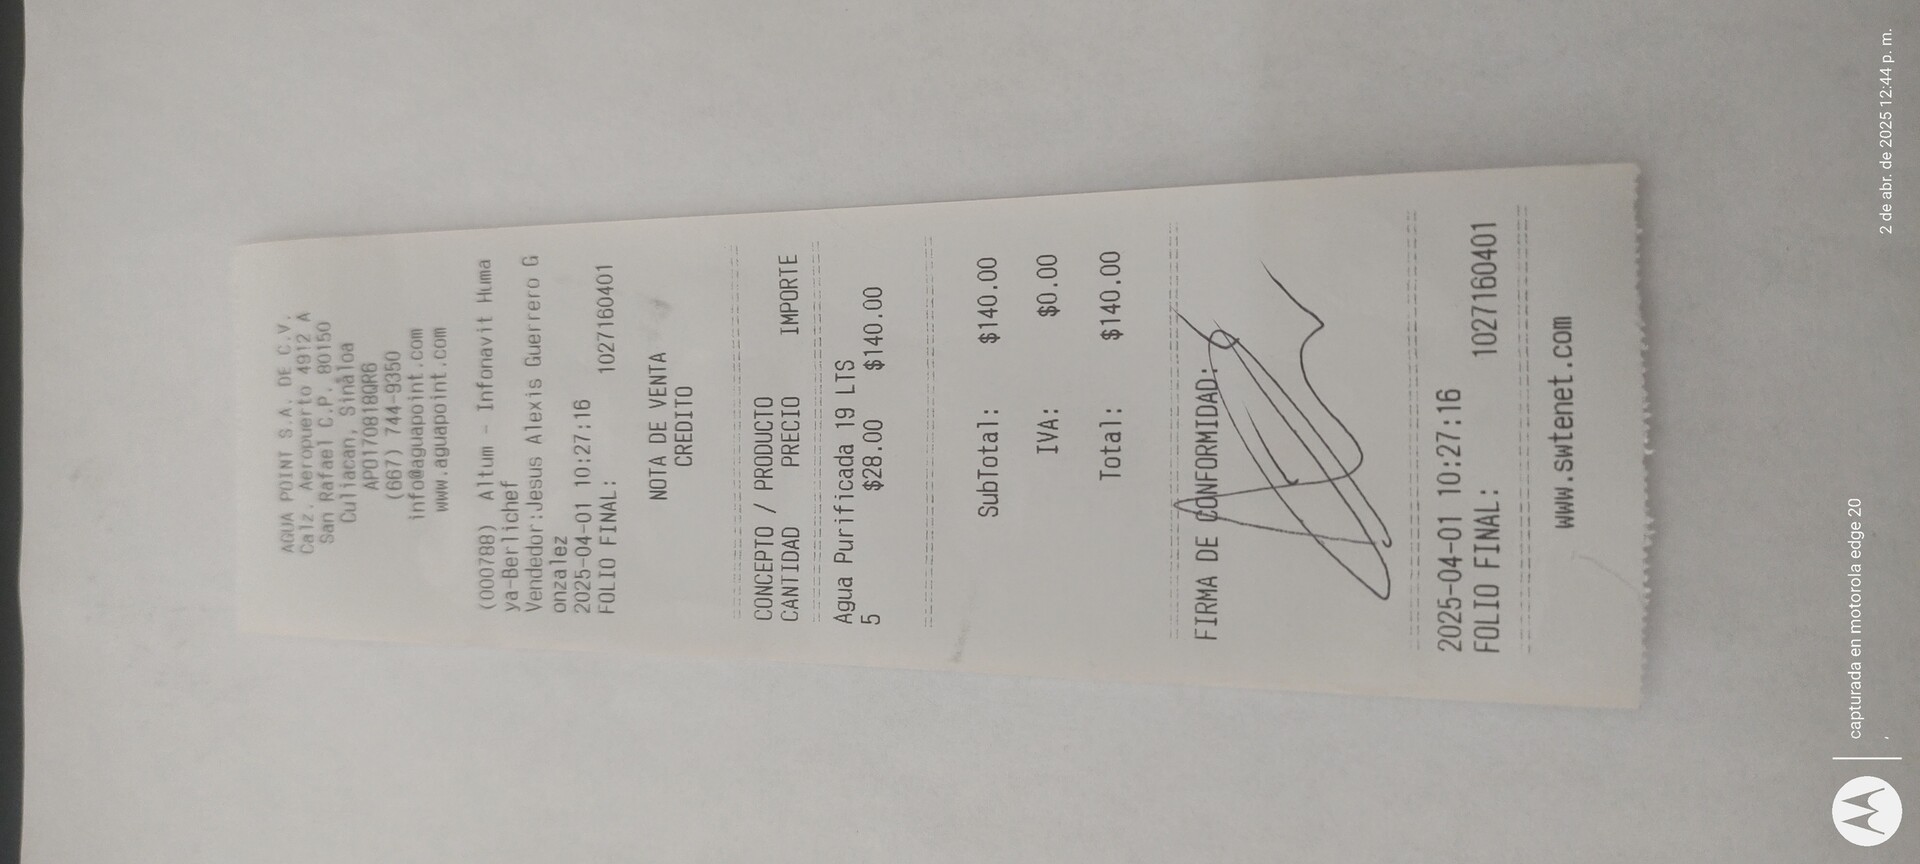 AGUA POINT S.A. DE C.V.
Calz. Aeropuerto 4912 A
San Rafael C.P. 80150
Culiacan, Sinaloa
APO170818QR6
(667) 744-9350
info@aguapoint.com
www.aguapoint.com
(000788) Altum - Infonavit Huma
ya-Berlichef
Vendedor:Jesus Alexis Guerrero G
onzalez
2025-04-01 10:27:16
FOLIO FINAL: 1027160401
NOTA DE VENTA
CREDITO
CONCEPTO / PRODUCTO
CANTIDAD PRECIO IMPORTE
Agua Purificada 19 LTS
5 $28.00 $140.00
SubTotal: $140.00
IVA: $0.00
Total: $140.00
FIRMA DE CONFORMIDAD:
2025-04-01 10:27:16
FOLIO FINAL: 1027160401
www.swtenet.com
capturada en motorola edge 20
2 de abr. de 2025 12:44 p. m.